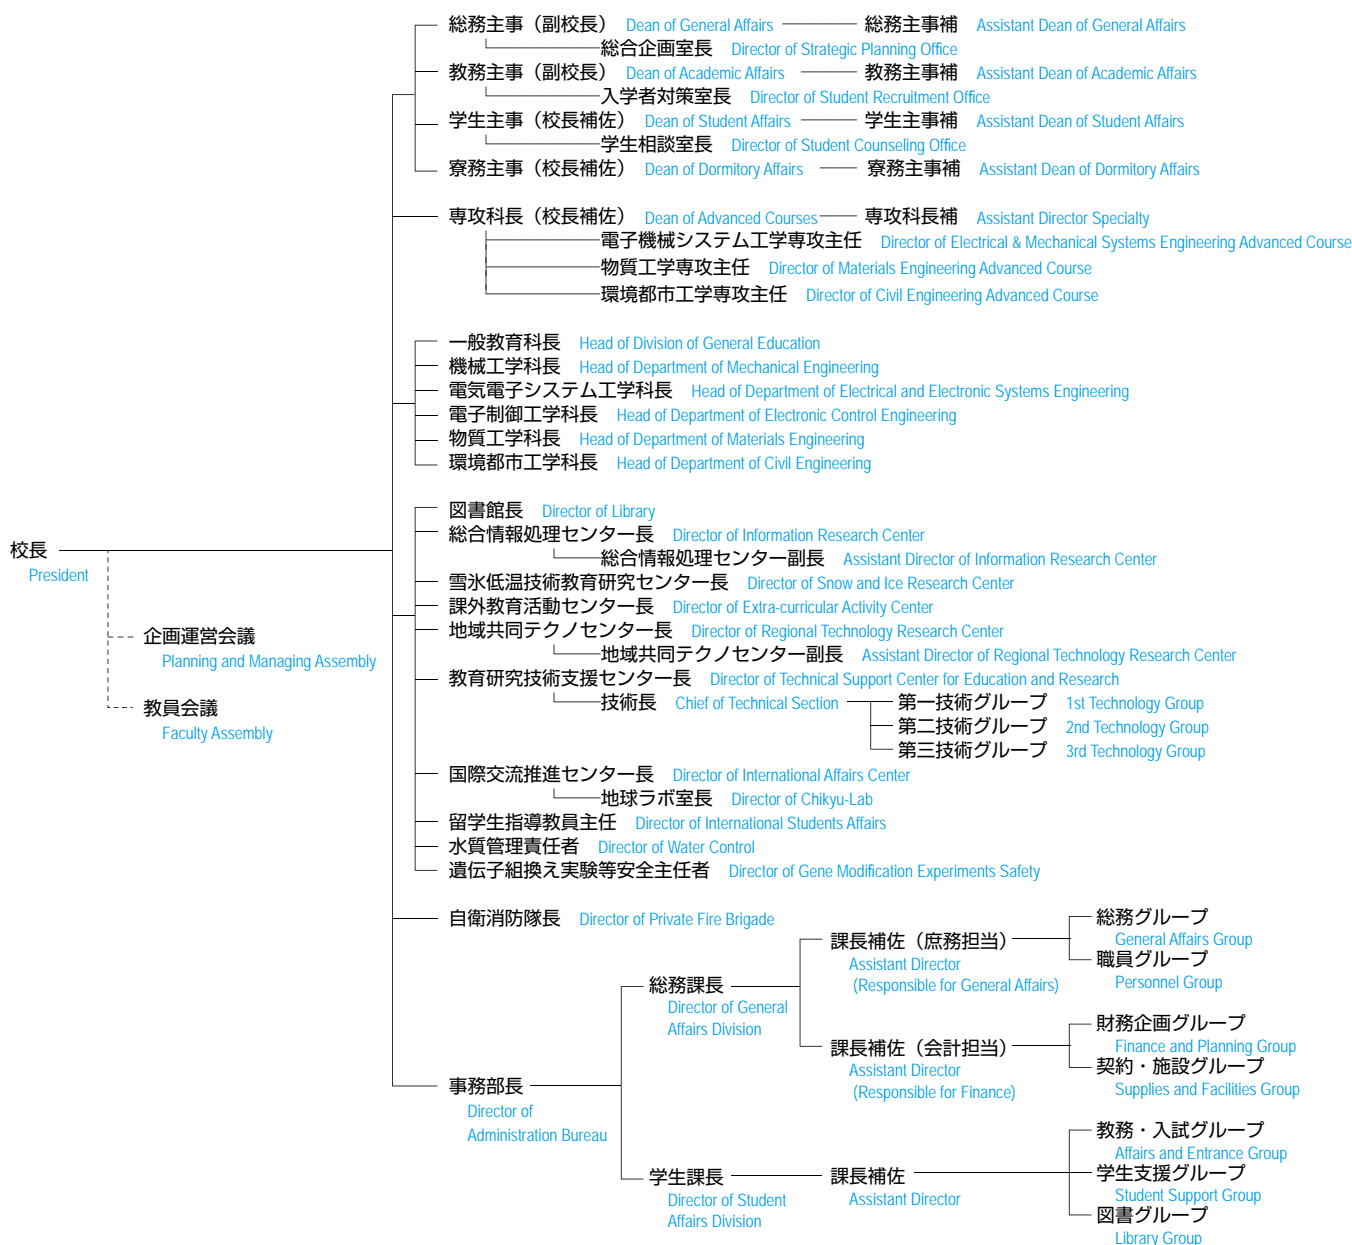 総務主事（副校長） Dean of General Affairs 総務主事補 Assistant Dean of General Affairs
総合企画室長 Director of Strategic Planning Office
教務主事（副校長） Dean of Academic Affairs 教務主事補 Assistant Dean of Academic Affairs
入学者対策室長 Director of Student Recruitment Office
学生主事（校長補佐） Dean of Student Affairs 学生主事補 Assistant Dean of Student Affairs
学生相談室長 Director of Student Counseling Office
寮務主事（校長補佐） Dean of Dormitory Affairs 寮務主事補 Assistant Dean of Dormitory Affairs
専攻科長（校長補佐） Dean of Advanced Courses 専攻科長補 Assistant Director Specialty
電子機械システム工学専攻主任 Director of Electrical & Mechanical Systems Engineering Advanced Course
物質工学専攻主任 Director of Materials Engineering Advanced Course
環境都市工学専攻主任 Director of Civil Engineering Advanced Course
一般教育科長 Head of Division of General Education
機械工学科長 Head of Department of Mechanical Engineering
電気電子システム工学科長 Head of Department of Electrical and Electronic Systems Engineering
電子制御工学科長 Head of Department of Electronic Control Engineering
物質工学科長 Head of Department of Materials Engineering
環境都市工学科長 Head of Department of Civil Engineering
図書館長 Director of Library
総合情報処理センター長 Director of Information Research Center
校長
President
総合情報処理センター副長 Assistant Director of Information Research Center
雪氷低温技術教育研究センター長 Director of Snow and Ice Research Center
課外教育活動センター長 Director of Extra-curricular Activity Center
地域共同テクノセンター長 Director of Regional Technology Research Center
企画運営会議
Planning and Managing Assembly
地域共同テクノセンター副長 Assistant Director of Regional Technology Research Center
教育研究技術支援センター長 Director of Technical Support Center for Education and Research
技術長 Chief of Technical Section 第一技術グループ 1st Technology Group
教員会議
Faculty Assembly
第二技術グループ 2nd Technology Group
第三技術グループ 3rd Technology Group
国際交流推進センター長 Director of International Affairs Center
地球ラボ室長 Director of Chikyu-Lab
留学生指導教員主任 Director of International Students Affairs
水質管理責任者 Director of Water Control
遺伝子組換え実験等安全主任者 Director of Gene Modification Experiments Safety
自衛消防隊長 Director of Private Fire Brigade
事務部長
Director of
Administration Bureau
総務課長
Director of General
Affairs Division
課長補佐（庶務担当）
Assistant Director
(Responsible for General Affairs)
総務グループ
General Affairs Group
職員グループ
Personnel Group
課長補佐（会計担当）
Assistant Director
(Responsible for Finance)
財務企画グループ
Finance and Planning Group
契約・施設グループ
Supplies and Facilities Group
学生課長
Director of Student
Affairs Division
課長補佐
Assistant Director
教務・入試グループ
Affairs and Entrance Group
学生支援グループ
Student Support Group
図書グループ
Library Group